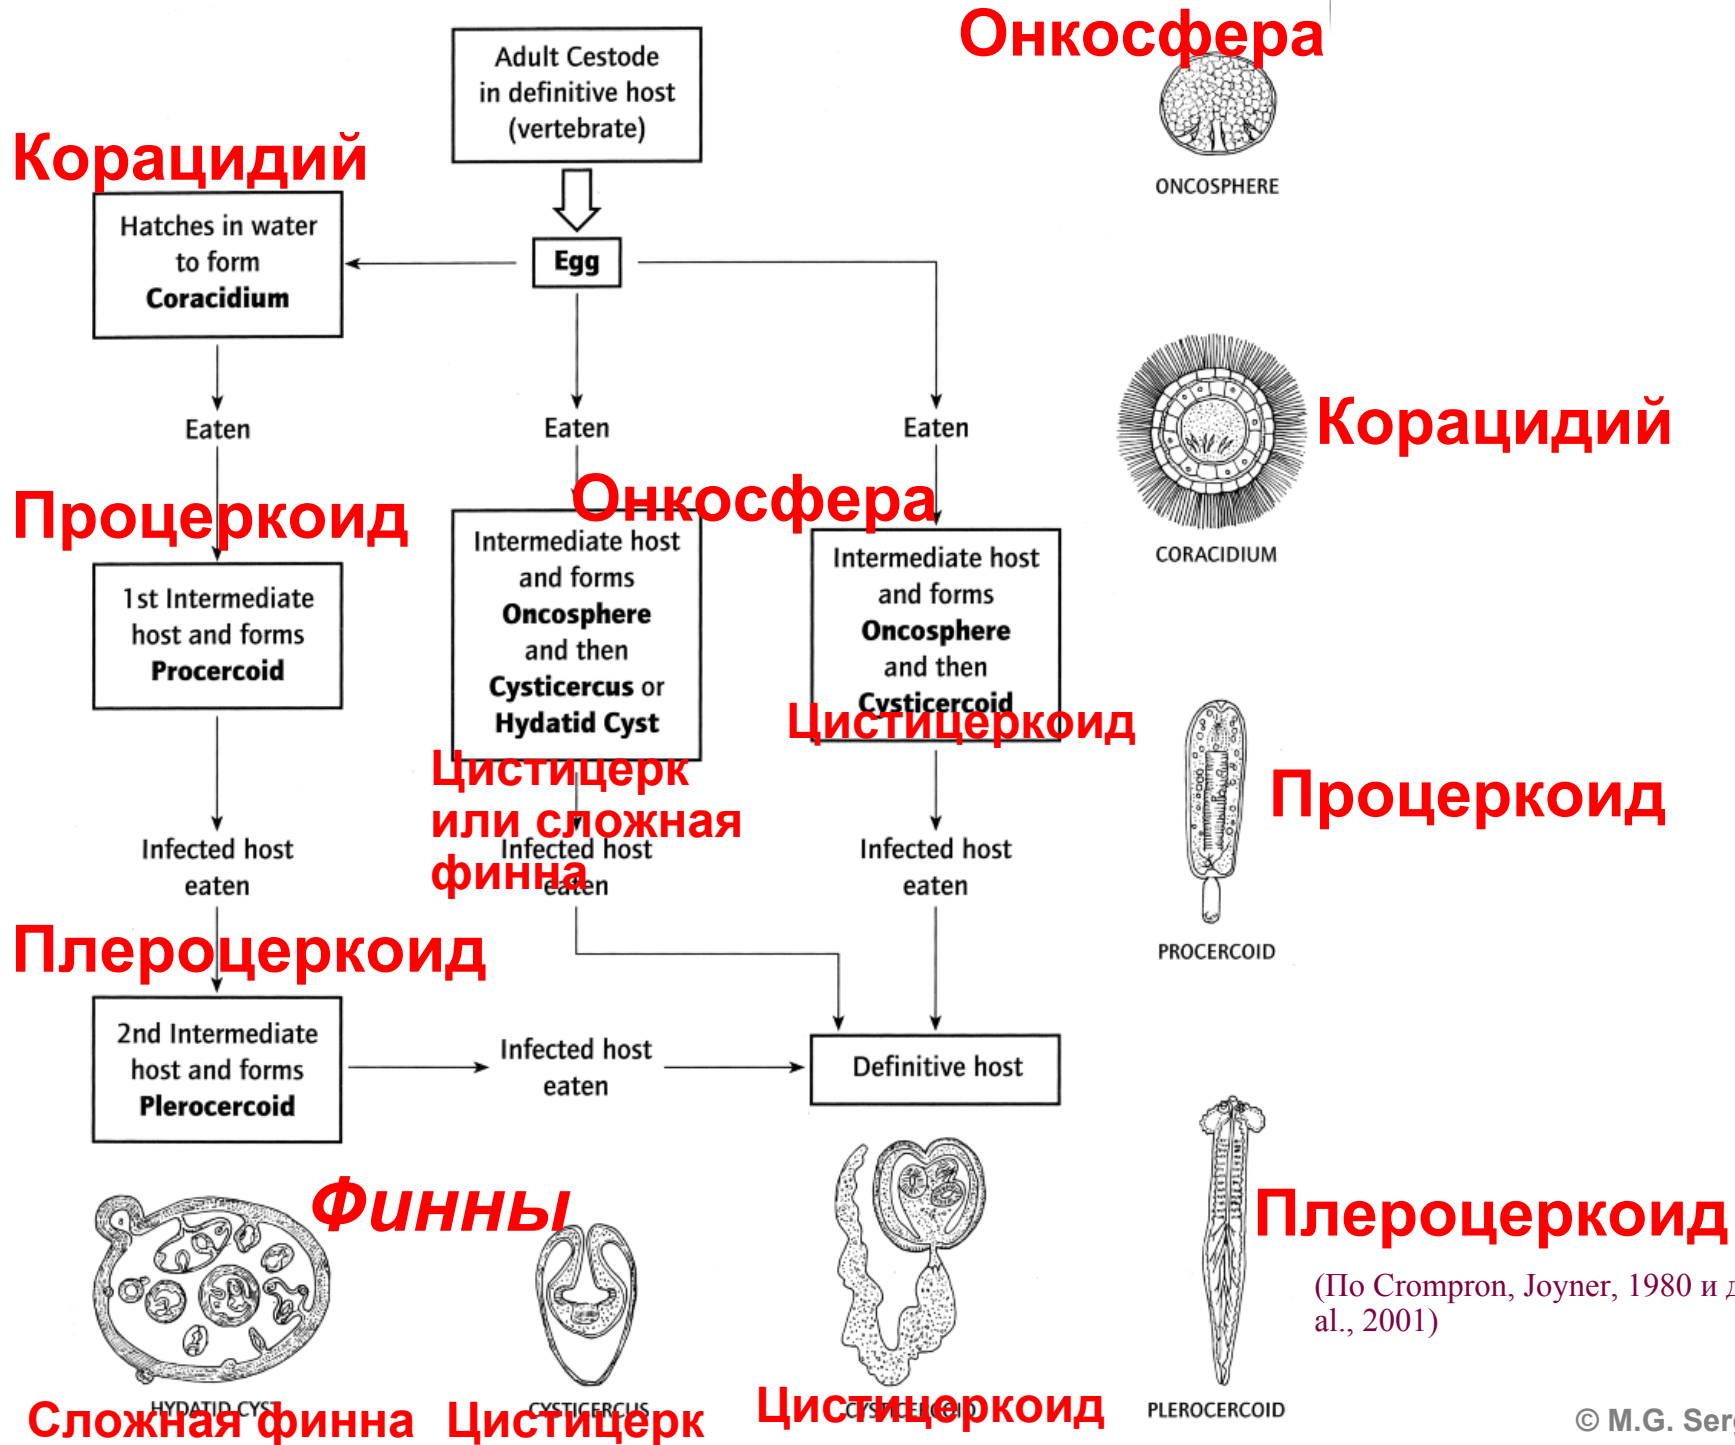 Онкосфера
Adult Cestode
in definitive host
(vertebrate)
Корацидий
ONCOSPHERE
Hatches in water
to form
Coracidium
Egg
Eaten
Eaten
Eaten
Корацидий
CORACIDIUM
Процеркоид
Онкосфера
1st Intermediate
host and forms
Procercoid
Intermediate host
and forms
Oncosphere
and then
Cysticercus or
Hydatid Cyst
Intermediate host
and forms
Oncosphere
and then
Cysticercoid
Цистицеркоид
Цистицерк
или сложная
финна
Процеркоид
PROCERCOID
Infected host
eaten
Infected host
eaten
Infected host
eaten
Плероцеркоид
2nd Intermediate
host and forms
Plerocercoid
Infected host
eaten
Definitive host
Финны
Плероцеркоид
(По Crompron, Joyner, 1980 и
al., 2001)
HYDATID CYST
Сложная финна
CYSTICERCUS
Цистицерк
CYSTICERCOID
Цистицеркоид
PLEROCERCOID
© M.G.